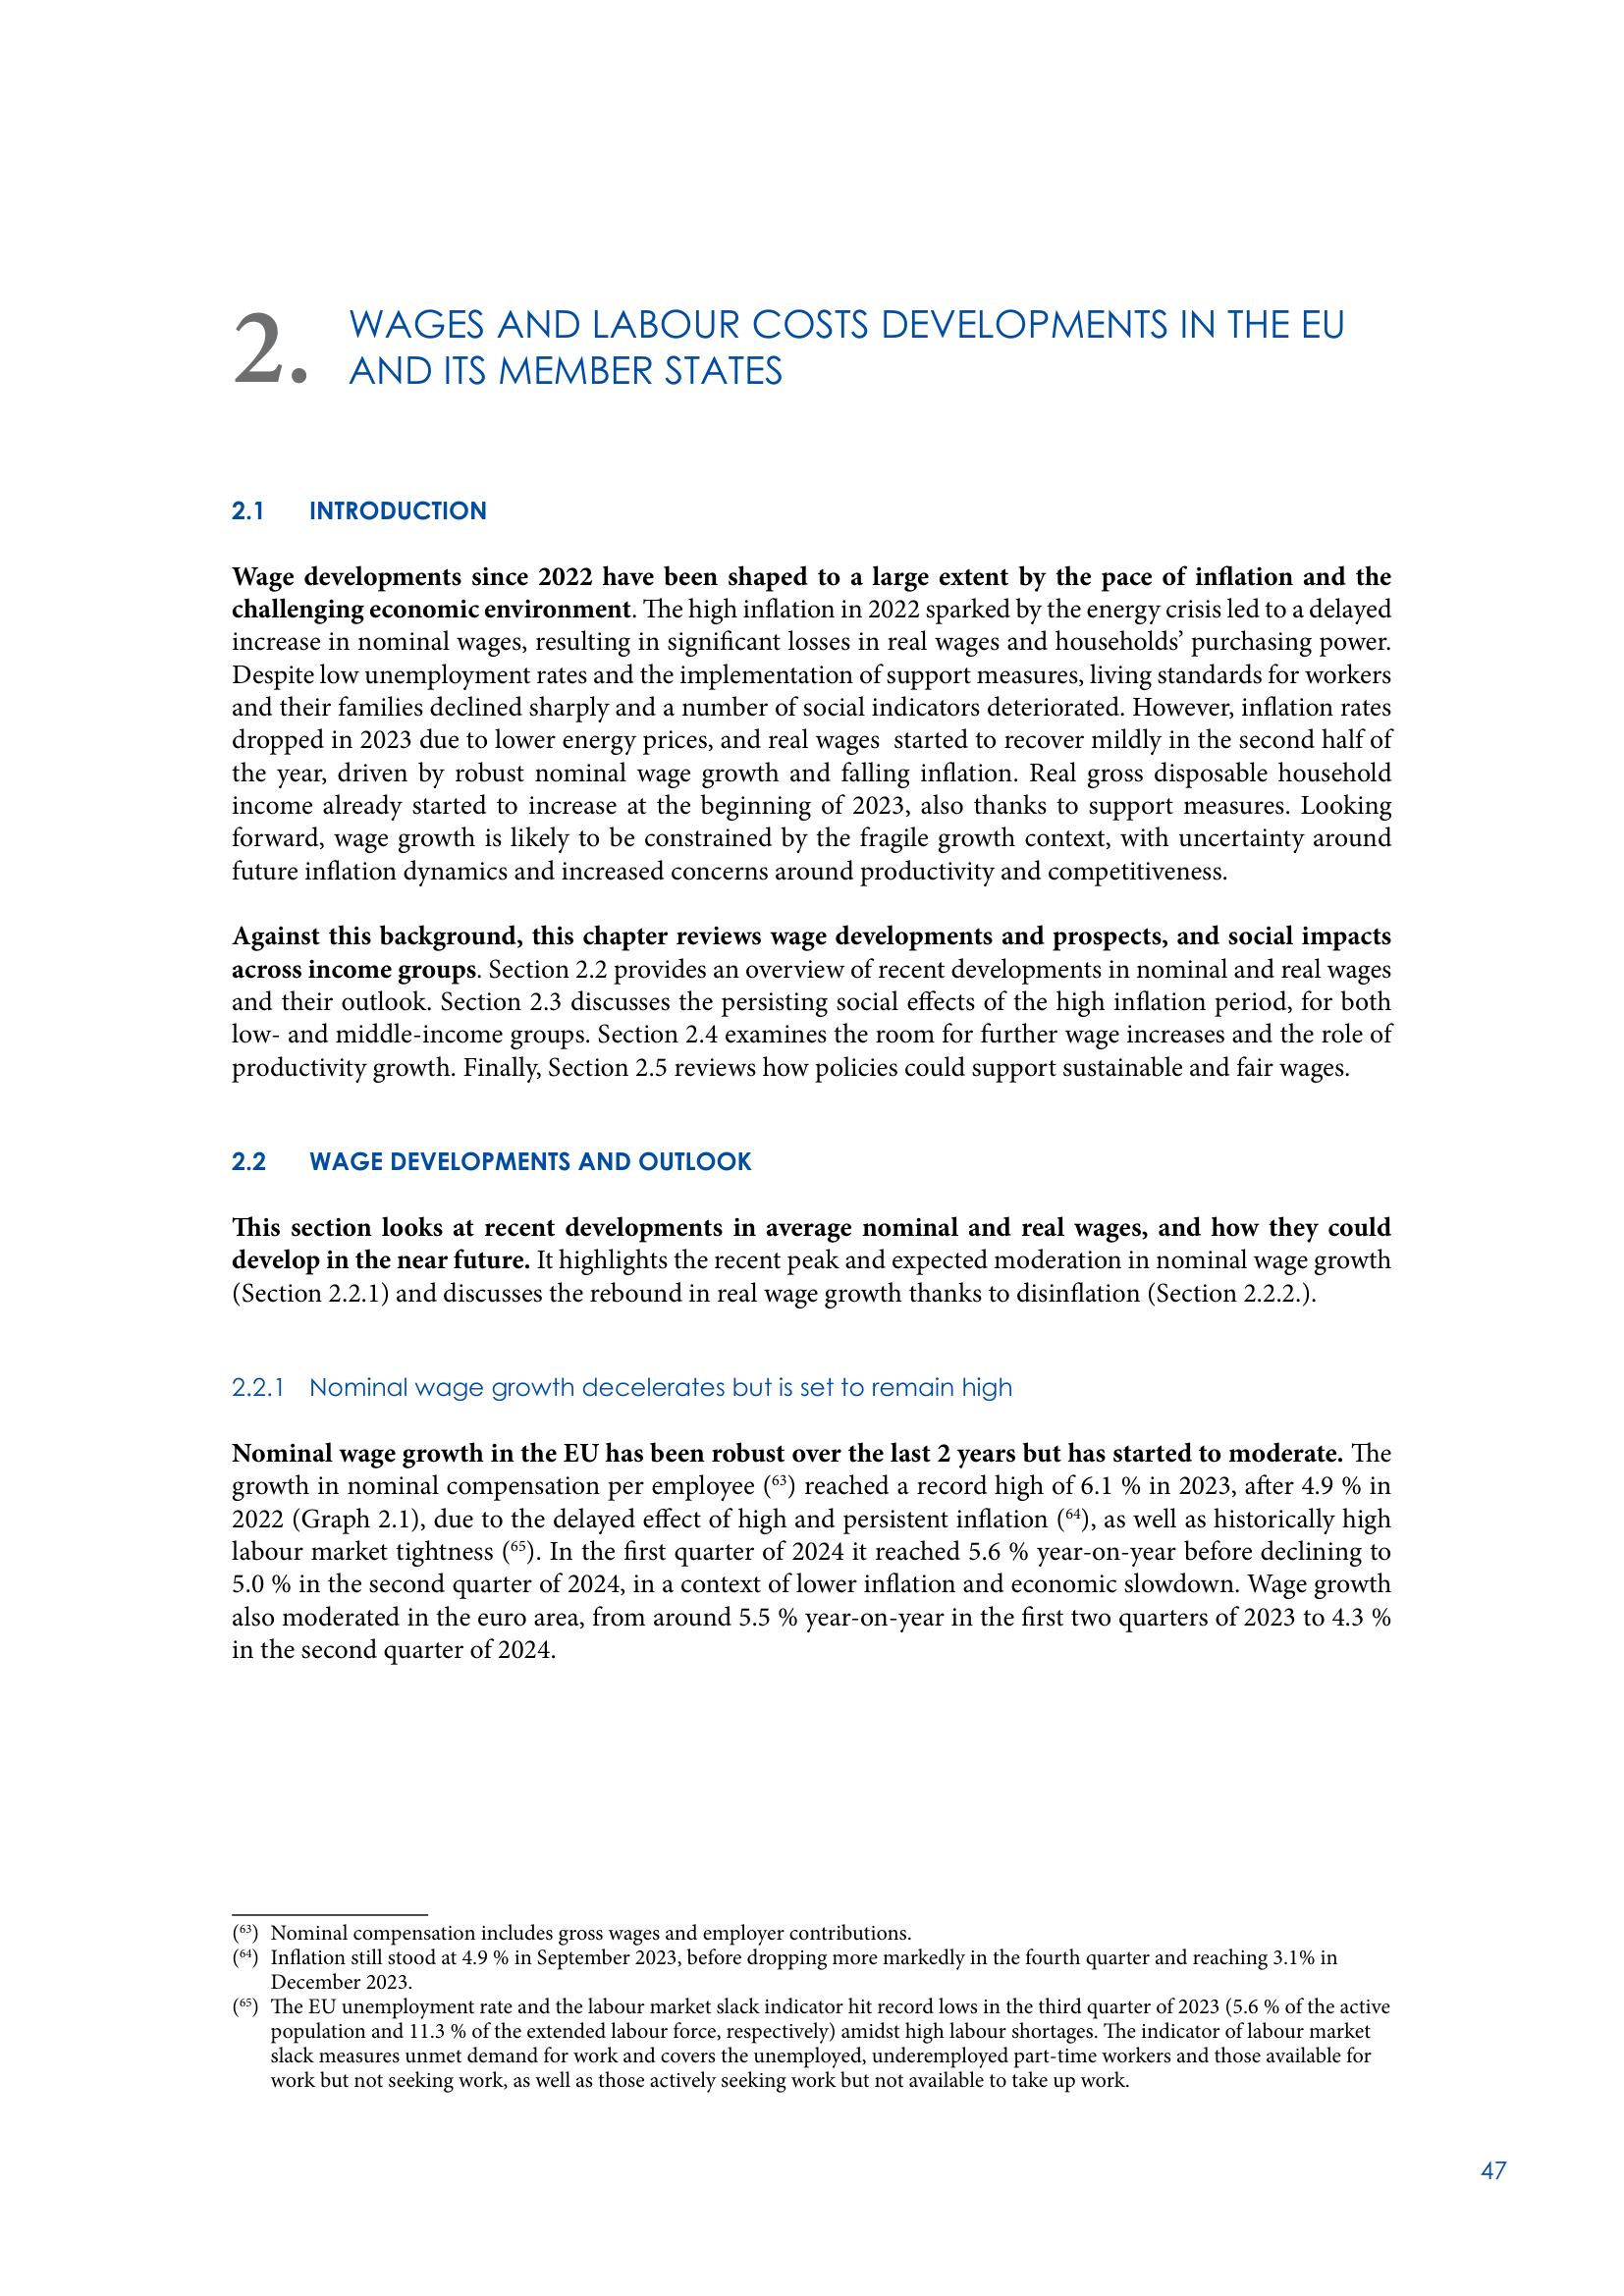 2. WAGES AND LABOUR COSTS DEVELOPMENTS IN THE EU
AND ITS MEMBER STATES
2.1 INTRODUCTION
Wage developments since 2022 have been shaped to a large extent by the pace of inflation and the
challenging economic environment. The high inflation in 2022 sparked by the energy crisis led to a delayed
increase in nominal wages, resulting in significant losses in real wages and households’ purchasing power.
Despite low unemployment rates and the implementation of support measures, living standards for workers
and their families declined sharply and a number of social indicators deteriorated. However, inflation rates
dropped in 2023 due to lower energy prices, and real wages started to recover mildly in the second half of
the year, driven by robust nominal wage growth and falling inflation. Real gross disposable household
income already started to increase at the beginning of 2023, also thanks to support measures. Looking
forward, wage growth is likely to be constrained by the fragile growth context, with uncertainty around
future inflation dynamics and increased concerns around productivity and competitiveness.
Against this background, this chapter reviews wage developments and prospects, and social impacts
across income groups. Section 2.2 provides an overview of recent developments in nominal and real wages
and their outlook. Section 2.3 discusses the persisting social effects of the high inflation period, for both
low- and middle-income groups. Section 2.4 examines the room for further wage increases and the role of
productivity growth. Finally, Section 2.5 reviews how policies could support sustainable and fair wages.
2.2 WAGE DEVELOPMENTS AND OUTLOOK
This section looks at recent developments in average nominal and real wages, and how they could
develop in the near future. It highlights the recent peak and expected moderation in nominal wage growth
(Section 2.2.1) and discusses the rebound in real wage growth thanks to disinflation (Section 2.2.2.).
2.2.1 Nominal wage growth decelerates but is set to remain high
Nominal wage growth in the EU has been robust over the last 2 years but has started to moderate. The
growth in nominal compensation per employee (63) reached a record high of 6.1 % in 2023, after 4.9 % in
2022 (Graph 2.1), due to the delayed effect of high and persistent inflation (64), as well as historically high
labour market tightness (65). In the first quarter of 2024 it reached 5.6 % year-on-year before declining to
5.0 % in the second quarter of 2024, in a context of lower inflation and economic slowdown. Wage growth
also moderated in the euro area, from around 5.5 % year-on-year in the first two quarters of 2023 to 4.3 %
in the second quarter of 2024.
(63) Nominal compensation includes gross wages and employer contributions.
(64) Inflation still stood at 4.9 % in September 2023, before dropping more markedly in the fourth quarter and reaching 3.1% in
December 2023.
(65) The EU unemployment rate and the labour market slack indicator hit record lows in the third quarter of 2023 (5.6 % of the active
population and 11.3 % of the extended labour force, respectively) amidst high labour shortages. The indicator of labour market
slack measures unmet demand for work and covers the unemployed, underemployed part-time workers and those available for
work but not seeking work, as well as those actively seeking work but not available to take up work.
47